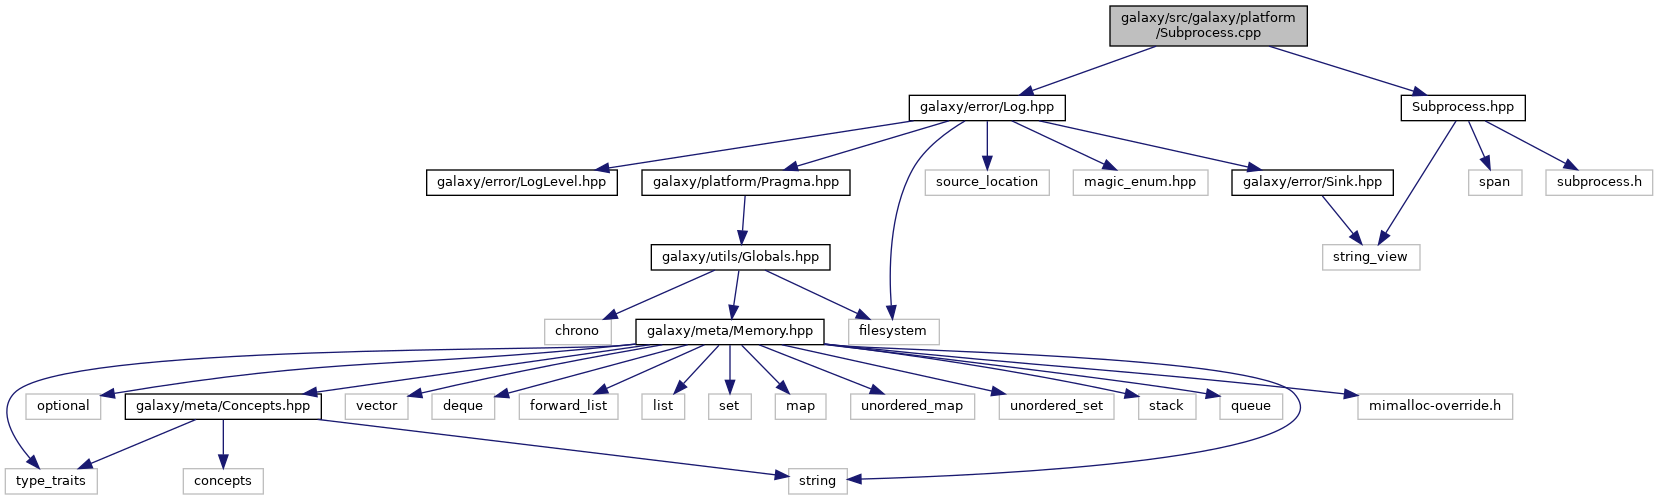 galaxy/src/galaxy/platform
/Subprocess.cpp
galaxy/error/Log.hpp
Subprocess.hpp
galaxy/error/LogLevel.hpp
galaxy/platform/Pragma.hpp
source_location
magic_enum.hpp
galaxy/error/Sink.hpp
span
subprocess.h
galaxy/utils/Globals.hpp
string_view
chrono
galaxy/meta/Memory.hpp
filesystem
optional
galaxy/meta/Concepts.hpp
vector
deque
forward_list
list
set
map
unordered_map
unordered_set
stack
queue
mimalloc-override.h
type_traits
concepts
string